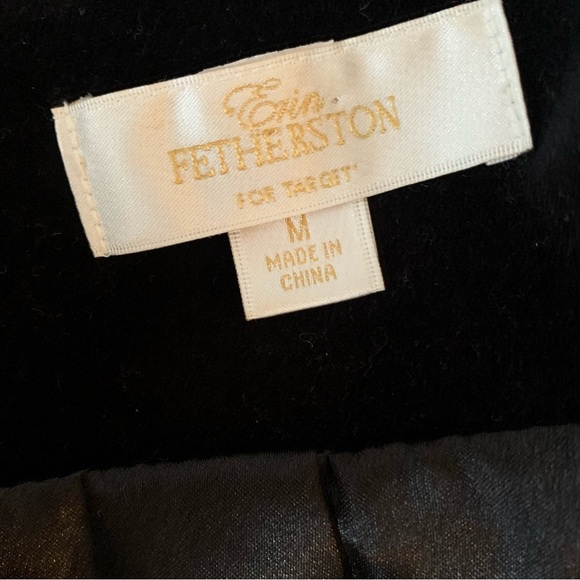 Erin
FETHERSTON
FOR TARGET*
M
MADE IN
CHINA